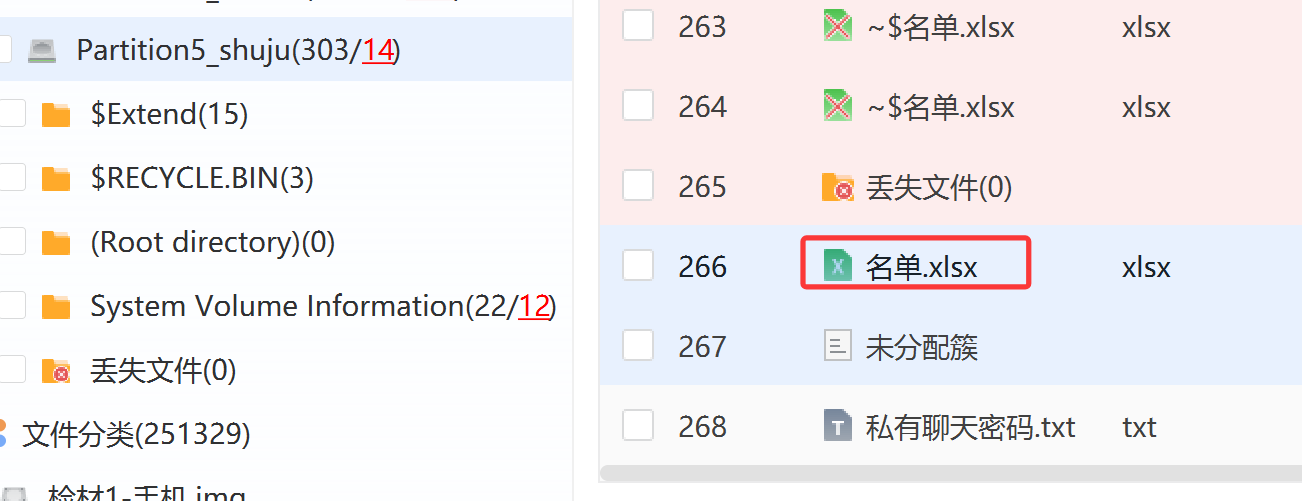 Partition5_shuju(303/14)
$Extend(15)
$RECYCLE.BIN(3)
(Root directory)(0)
System Volume Information(22/12)
丢失文件(0)
文件分类(251329)
检材1-手机.img
263 ~$名单.xlsx xlsx
264 ~$名单.xlsx xlsx
265 丢失文件(0)
266 名单.xlsx xlsx
267 未分配簇
268 私有聊天密码.txt txt